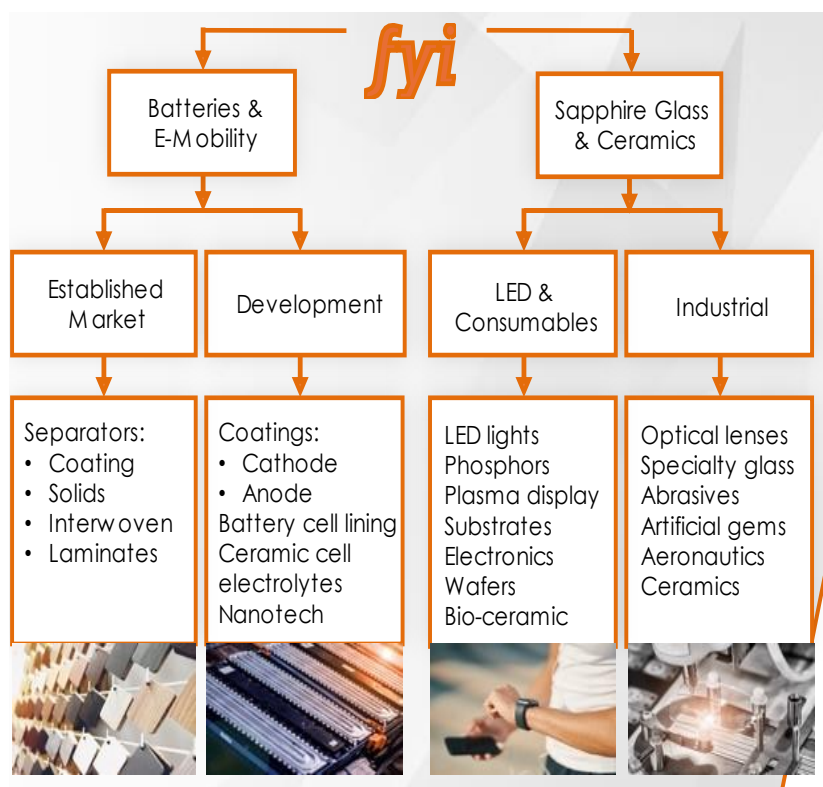 fyi
Batteries &
E-Mobility
Sapphire Glass
& Ceramics
Established
Market
Development
LED &
Consumables
Industrial
Separators:
• Coating
• Solids
• Interwoven
• Laminates
Coatings:
• Cathode
• Anode
Battery cell lining
Ceramic cell
electrolytes
Nanotech
LED lights
Phosphors
Plasma display
Substrates
Electronics
Wafers
Bio-ceramic
Optical lenses
Specialty glass
Abrasives
Artificial gems
Aeronautics
Ceramics